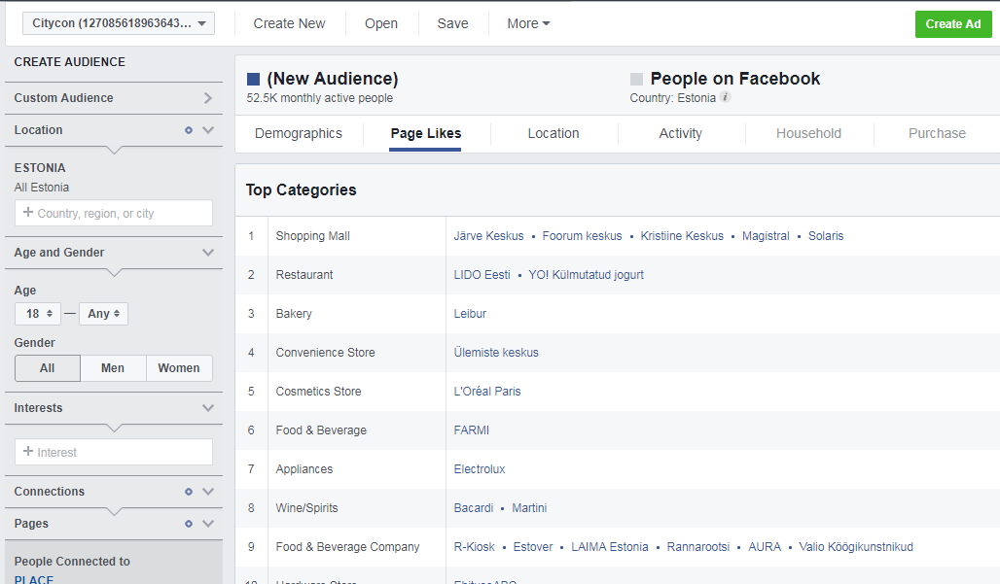 Citycon (127085618963643...
Create New
Open
Save
More
Create Ad
CREATE AUDIENCE
Custom Audience
Location
ESTONIA
All Estonia
+ Country, region, or city
Age and Gender
Age
18 — Any
Gender
All Men Women
Interests
+ Interest
Connections
Pages
People Connected to
PLACE
(New Audience)
52.5K monthly active people
People on Facebook
Country: Estonia i
Demographics Page Likes Location Activity Household Purchase
Top Categories
1 Shopping Mall Järve Keskus • Foorum keskus • Kristiine Keskus • Magistral • Solaris
2 Restaurant LIDO Eesti • YO! Külmutatud jogurt
3 Bakery Leibur
4 Convenience Store Ülemiste keskus
5 Cosmetics Store L'Oréal Paris
6 Food & Beverage FARMI
7 Appliances Electrolux
8 Wine/Spirits Bacardi • Martini
9 Food & Beverage Company R-Kiosk • Estover • LAIMA Estonia • Rannarootsi • AURA • Valio Köögikunstnikud
10 Hardware Store EhitusABC